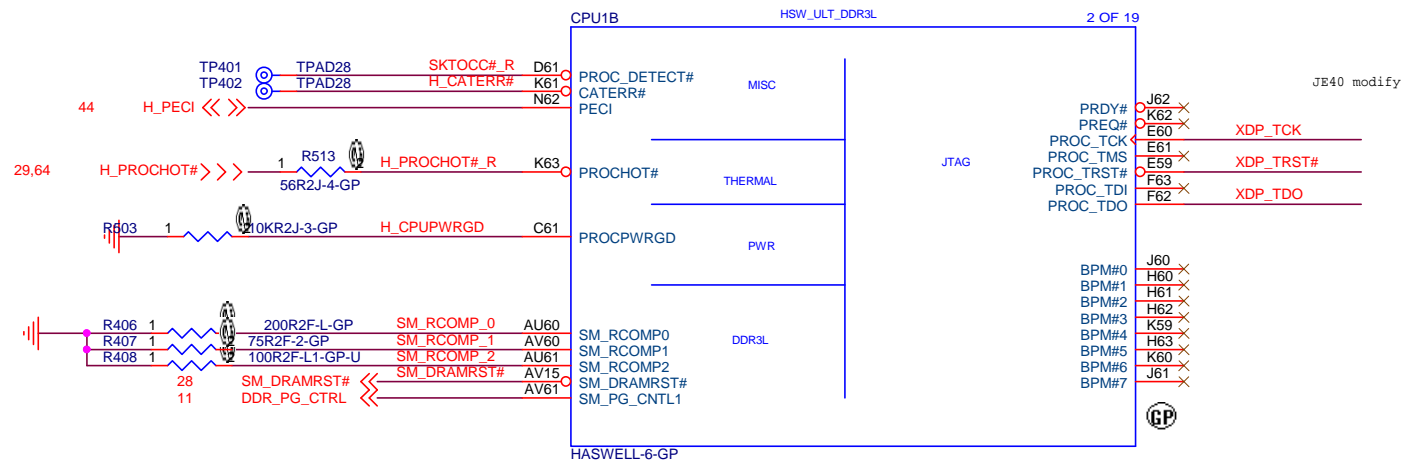 CPU1B HSW_ULT_DDR3L 2 OF 19
JE40 modify
TP401 TPAD28 SKTOCC#_R D61 PROC_DETECT#
TP402 TPAD28 H_CATERR# K61 CATERR#
44 H_PECI N62 PECI
MISC
R513
29,64 H_PROCHOT# 1 H_PROCHOT#_R K63 PROCHOT#
56R2J-4-GP
THERMAL
R503 1 10KR2J-3-GP H_CPUPWRGD C61 PROCPWRGD
PWR
R406 1 200R2F-L-GP SM_RCOMP_0 AU60 SM_RCOMP0
R407 1 75R2F-2-GP SM_RCOMP_1 AV60 SM_RCOMP1
R408 1 100R2F-L1-GP-U SM_RCOMP_2 AU61 SM_RCOMP2
28 SM_DRAMRST# SM_DRAMRST# AV15 SM_DRAMRST#
11 DDR_PG_CTRL AV61 SM_PG_CNTL1
DDR3L
JTAG
PRDY# J62
PREQ# K62
PROC_TCK E60 XDP_TCK
PROC_TMS E61
PROC_TRST# E59 XDP_TRST#
PROC_TDI F63
PROC_TDO F62 XDP_TDO
BPM#0 J60
BPM#1 H60
BPM#2 H61
BPM#3 H62
BPM#4 K59
BPM#5 H63
BPM#6 K60
BPM#7 J61
GP
HASWELL-6-GP